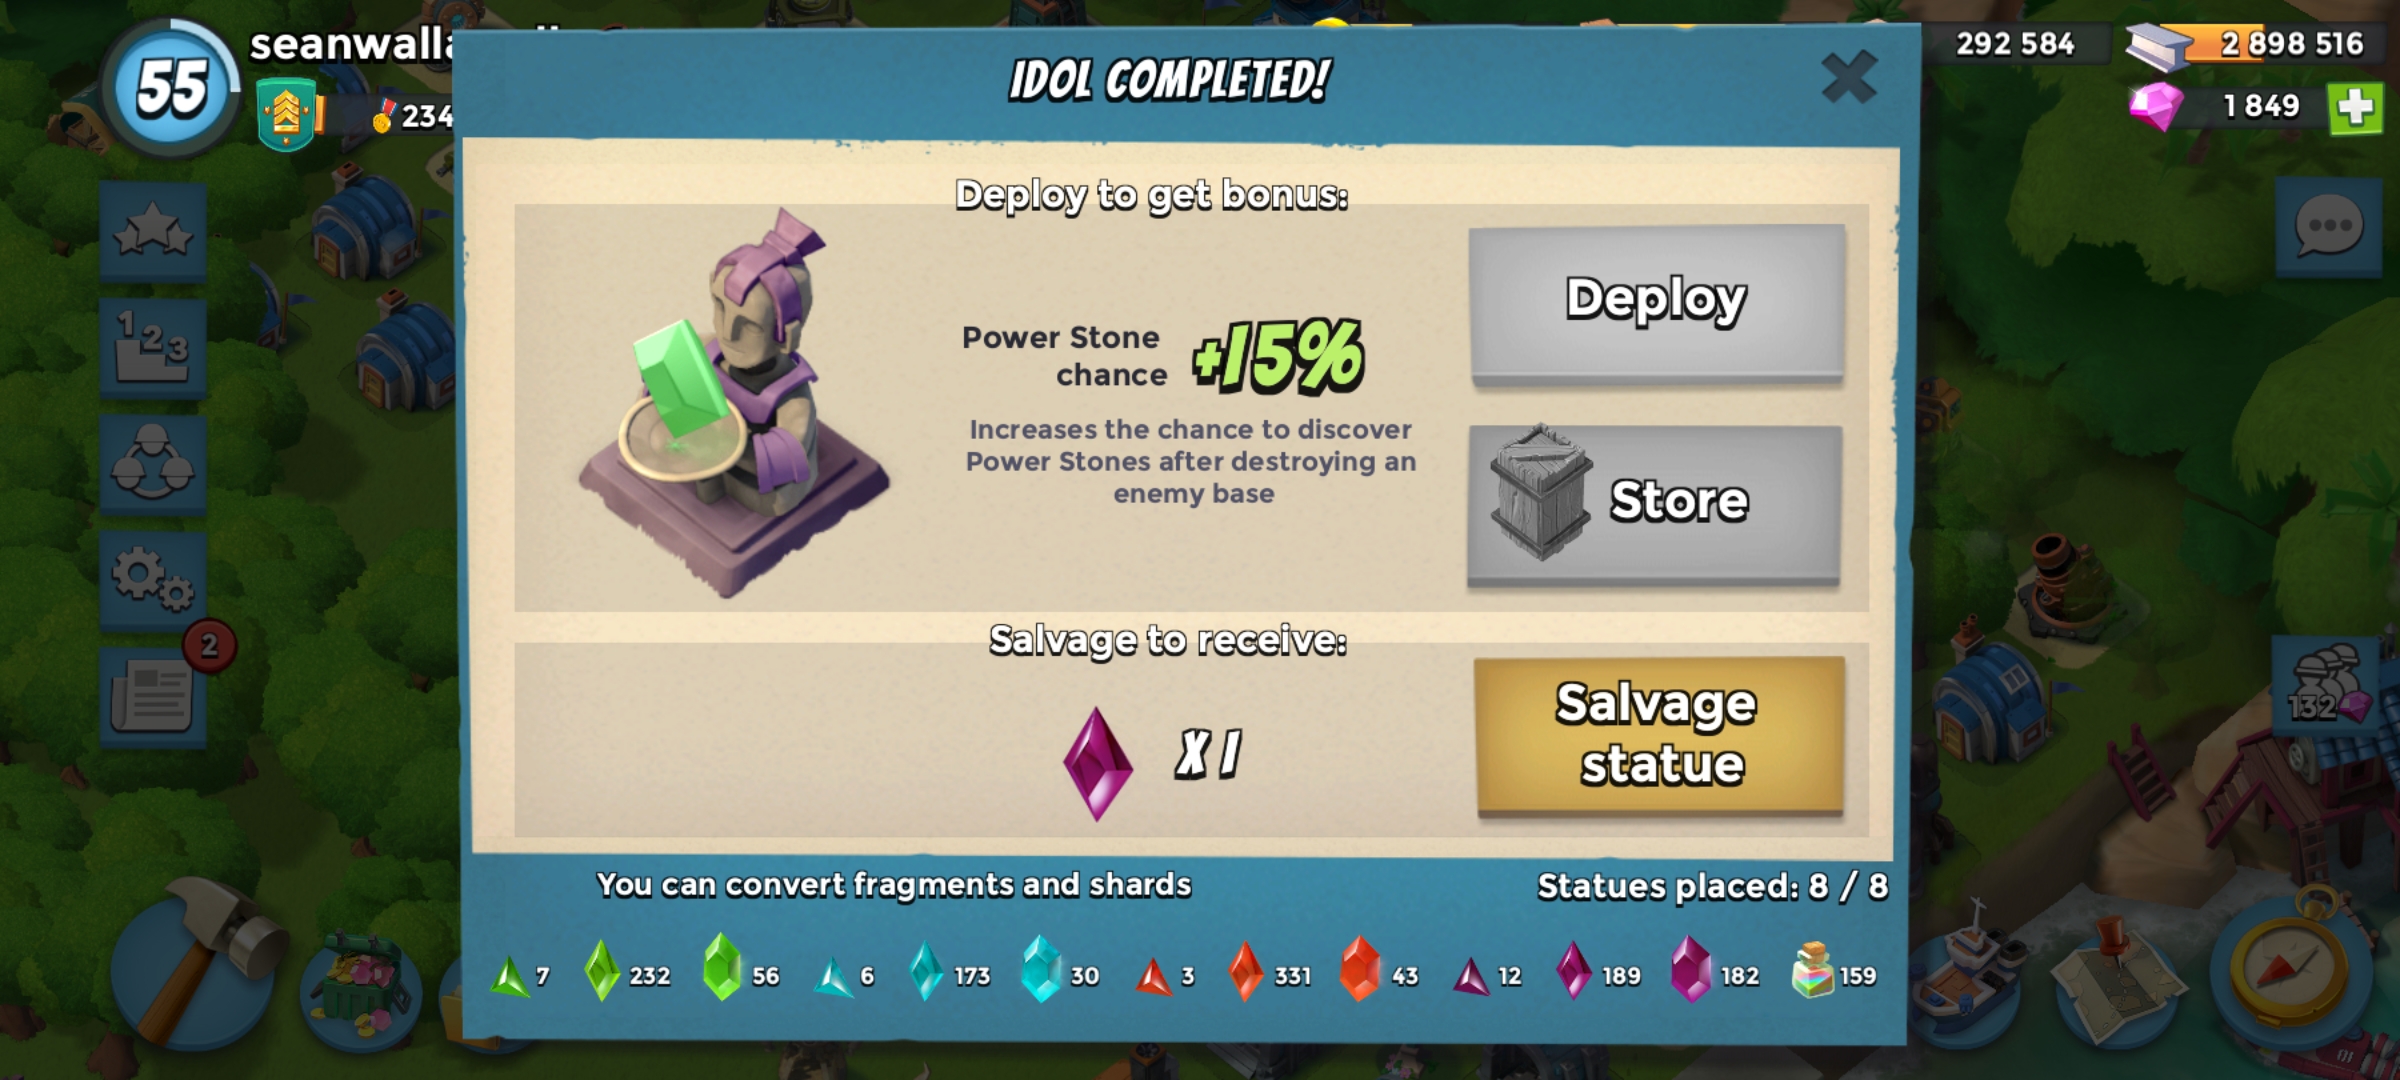 55
234
IDOL COMPLETED!
292 584
2 898 516
1 849
Deploy to get bonus:
Power Stone
chance
+15%
Increases the chance to discover
Power Stones after destroying an
enemy base
Deploy
Store
1 2 3
2
Salvage to receive:
X 1
Salvage
statue
132
You can convert fragments and shards
Statues placed: 8 / 8
7
232
56
6
173
30
3
331
43
12
189
182
159